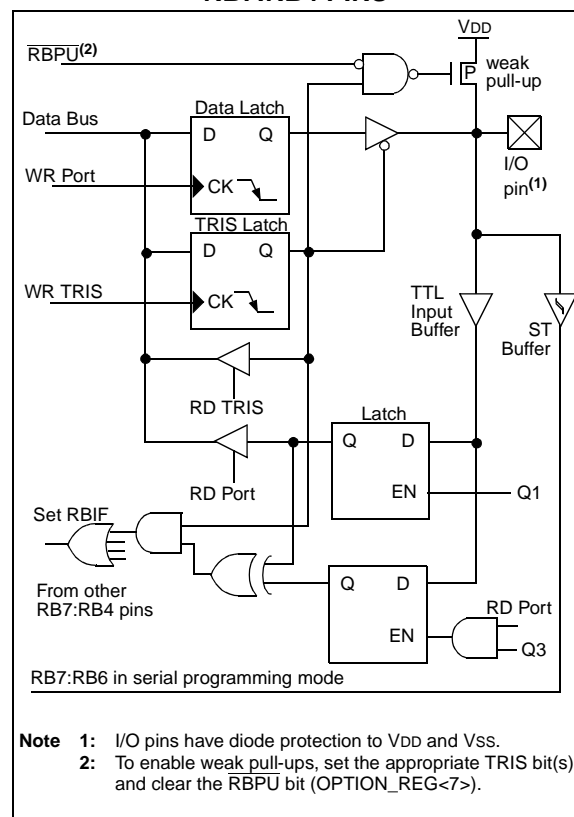 VDD
RBPU(2)
P
weak
pull-up
Data Latch
Data Bus
D Q
I/O
pin(1)
WR Port
CK
TRIS Latch
D Q
WR TRIS
CK
TTL
Input
Buffer
ST
Buffer
RD TRIS
Latch
Q D
RD Port
EN
Q1
Set RBIF
From other
RB7:RB4 pins
Q D
RD Port
EN
Q3
RB7:RB6 in serial programming mode
Note 1: I/O pins have diode protection to VDD and VSS.
2: To enable weak pull-ups, set the appropriate TRIS bit(s)
and clear the RBPU bit (OPTION_REG<7>).